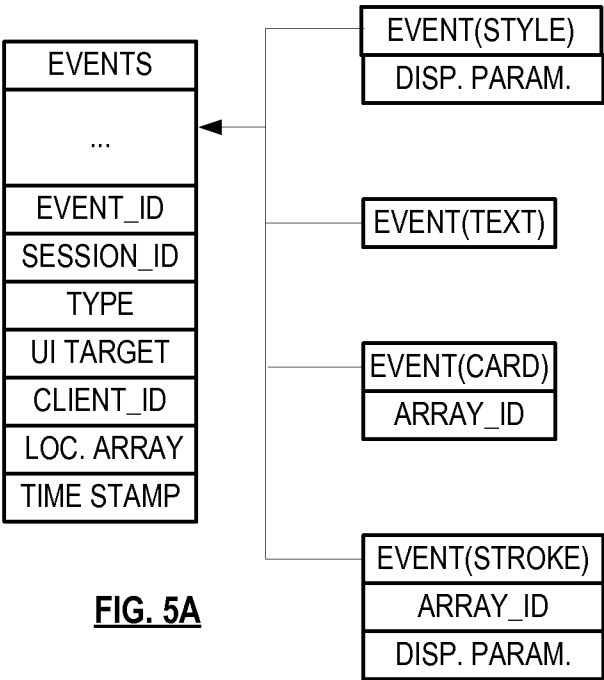 EVENTS
...
EVENT_ID
SESSION_ID
TYPE
UI TARGET
CLIENT_ID
LOC. ARRAY
TIME STAMP
EVENT(STYLE)
DISP. PARAM.
EVENT(TEXT)
EVENT(CARD)
ARRAY_ID
EVENT(STROKE)
ARRAY_ID
DISP. PARAM.
FIG. 5A